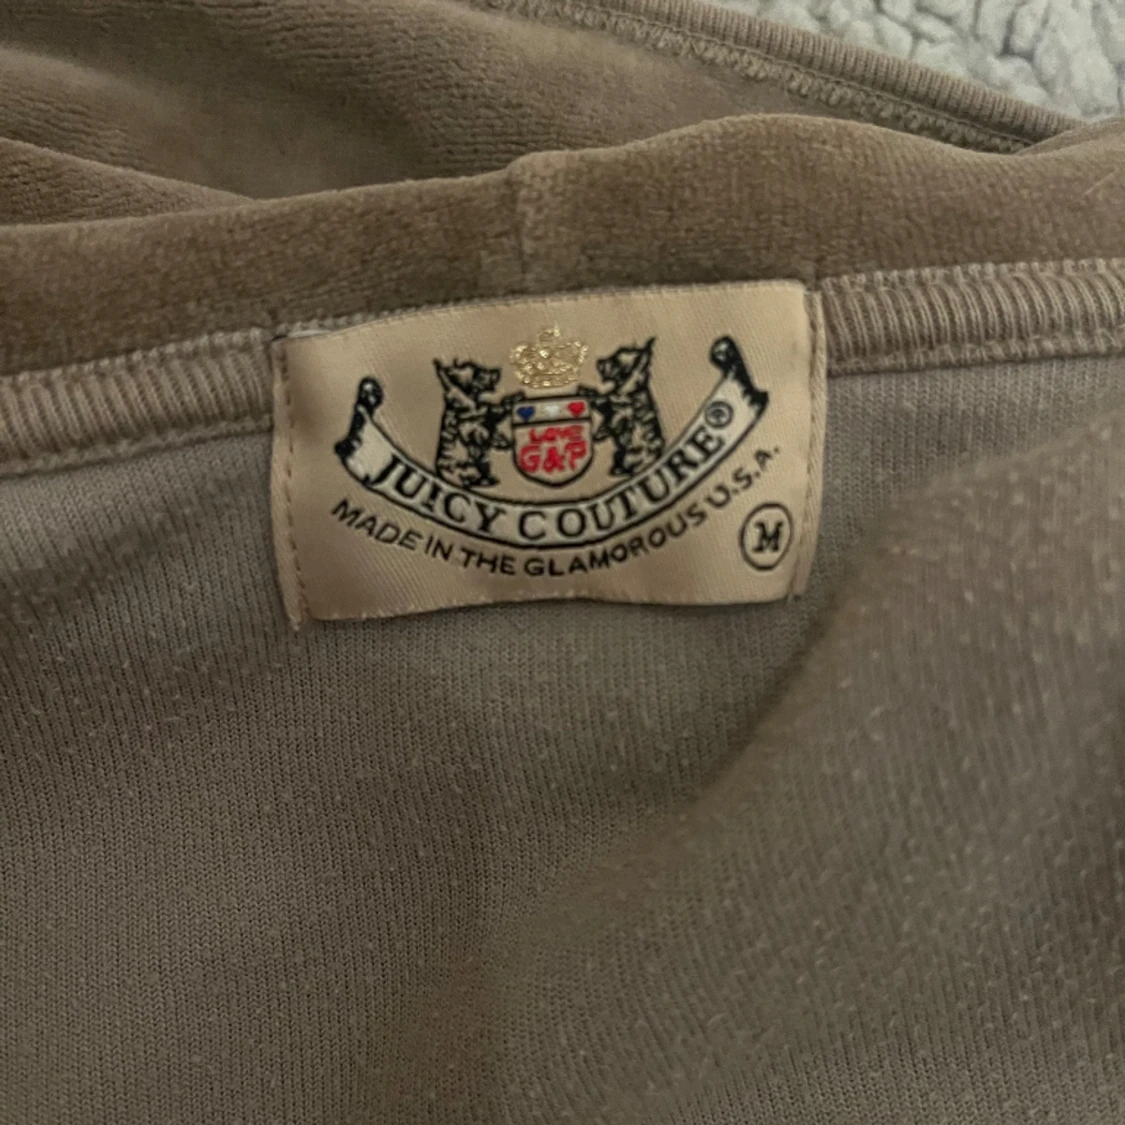 LOVE
G&P
JUICY COUTURE®
MADE IN THE GLAMOROUS U.S.A.
M